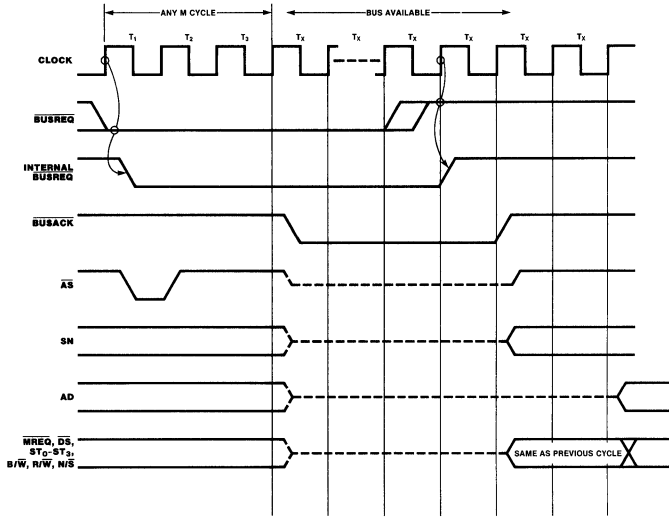 ANY M CYCLE
BUS AVAILABLE
T1 T2 T3 TX TX TX TX TX TX
CLOCK
BUSREQ
INTERNAL
BUSREQ
BUSACK
AS
SN
AD
MREQ, DS,
ST0-ST3,
B/W, R/W, N/S
SAME AS PREVIOUS CYCLE